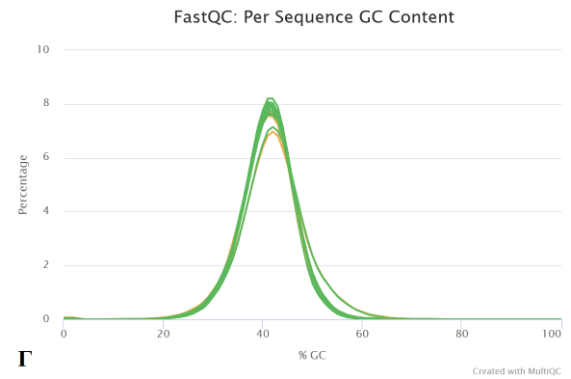 FastQC: Per Sequence GC Content
10
8
6
4
2
0
Percentage
0 20 40 60 80 100
% GC
Γ
Created with MultiQC